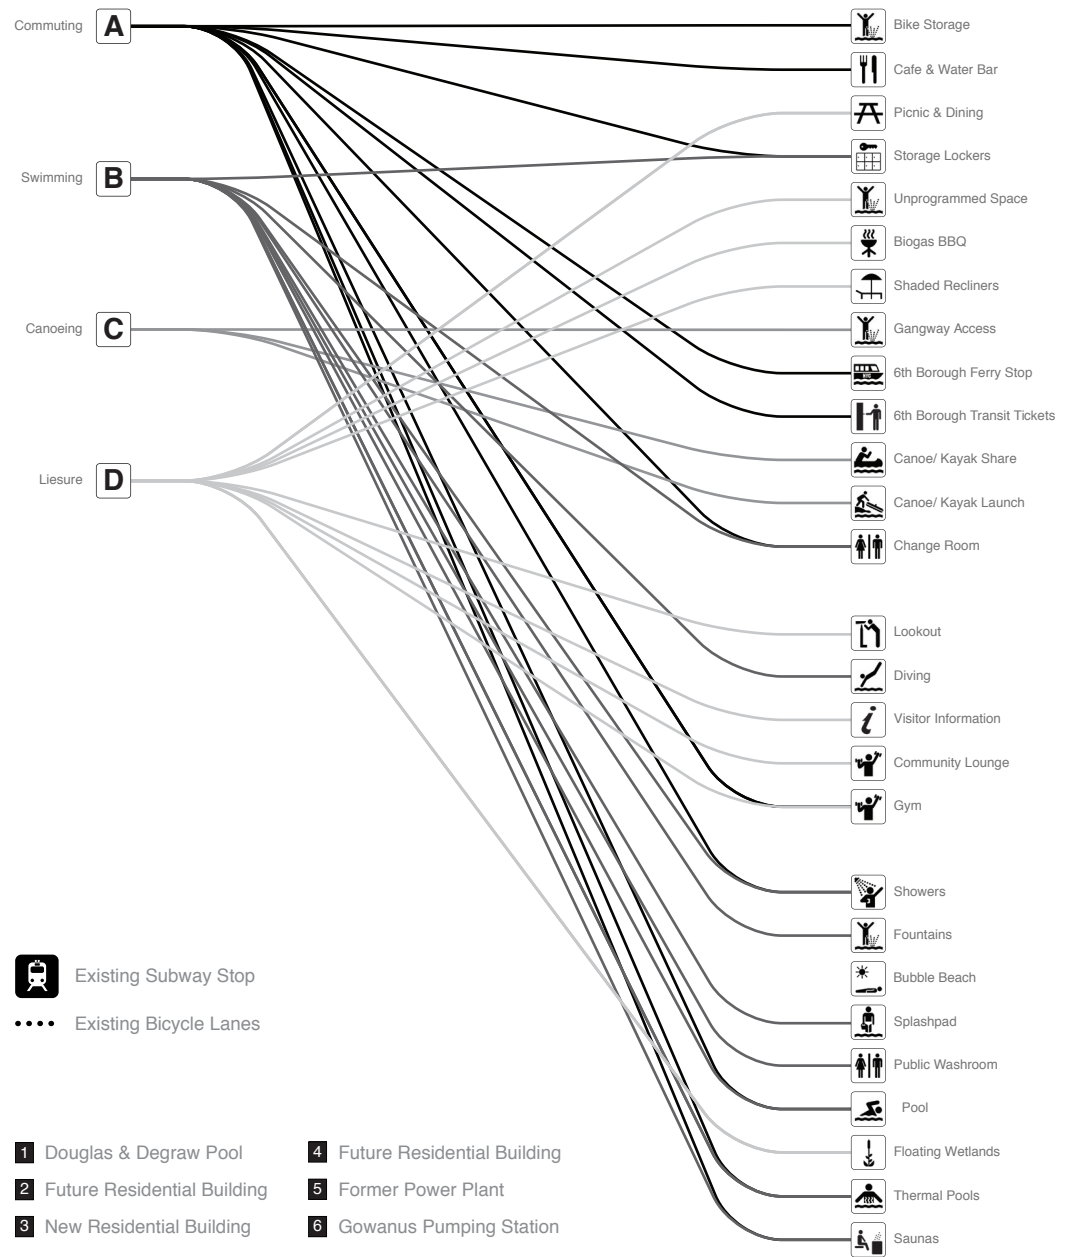 Commuting A
Swimming B
Canoeing C
Liesure D
Bike Storage
Cafe & Water Bar
Picnic & Dining
Storage Lockers
Unprogrammed Space
Biogas BBQ
Shaded Recliners
Gangway Access
6th Borough Ferry Stop
6th Borough Transit Tickets
Canoe/ Kayak Share
Canoe/ Kayak Launch
Change Room
Lookout
Diving
Visitor Information
Community Lounge
Gym
Showers
Fountains
Bubble Beach
Splashpad
Public Washroom
Pool
Floating Wetlands
Thermal Pools
Saunas
Existing Subway Stop
Existing Bicycle Lanes
1 Douglas & Degraw Pool
2 Future Residential Building
3 New Residential Building
4 Future Residential Building
5 Former Power Plant
6 Gowanus Pumping Station